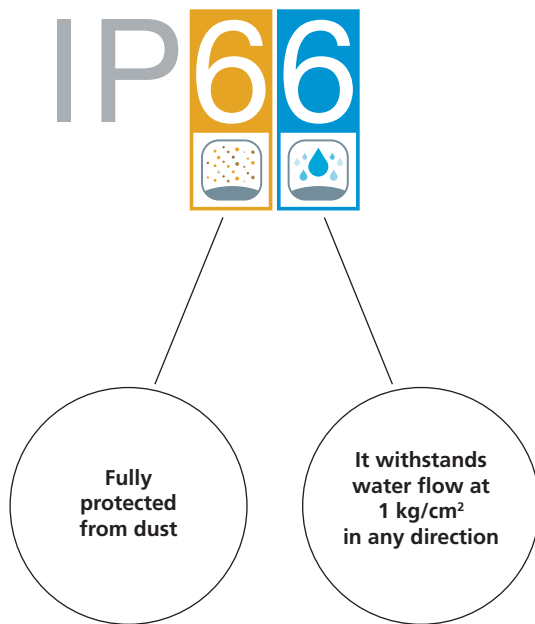 IP66
Fully
protected
from dust
It withstands
water flow at
1 kg/cm²
in any direction